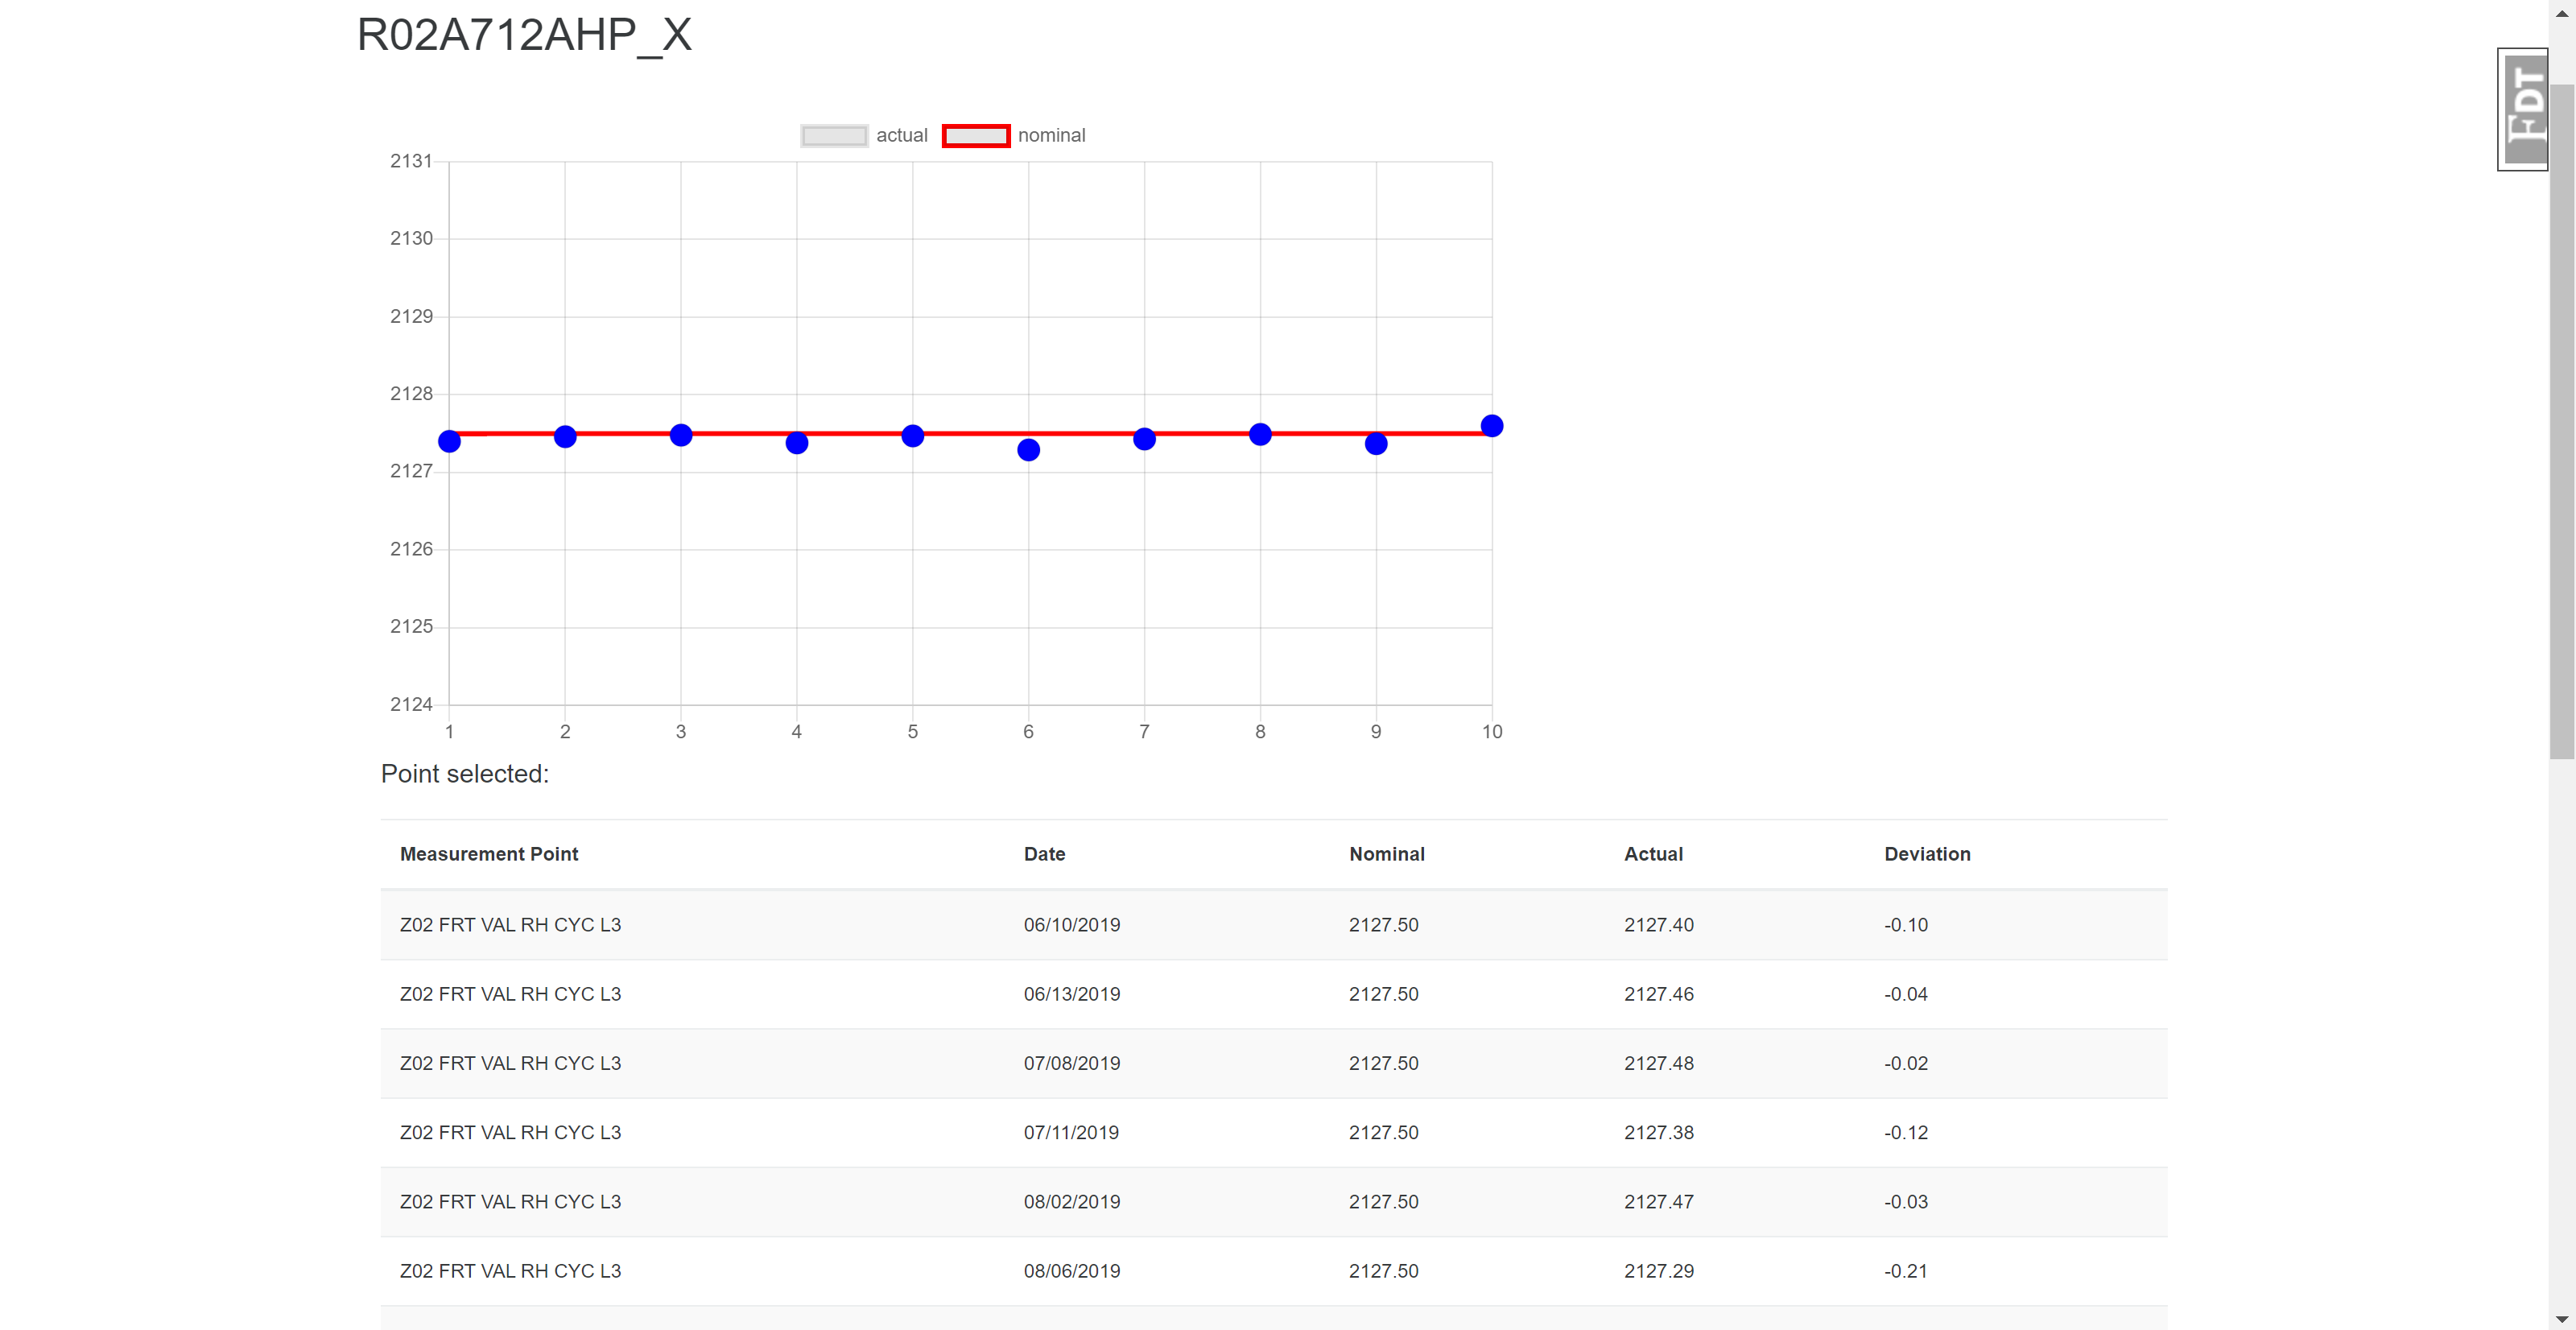 R02A712AHP_X
FDT
actual nominal
2131
2130
2129
2128
2127
2126
2125
2124
1 2 3 4 5 6 7 8 9 10
Point selected:
Measurement Point Date Nominal Actual Deviation
Z02 FRT VAL RH CYC L3 06/10/2019 2127.50 2127.40 -0.10
Z02 FRT VAL RH CYC L3 06/13/2019 2127.50 2127.46 -0.04
Z02 FRT VAL RH CYC L3 07/08/2019 2127.50 2127.48 -0.02
Z02 FRT VAL RH CYC L3 07/11/2019 2127.50 2127.38 -0.12
Z02 FRT VAL RH CYC L3 08/02/2019 2127.50 2127.47 -0.03
Z02 FRT VAL RH CYC L3 08/06/2019 2127.50 2127.29 -0.21